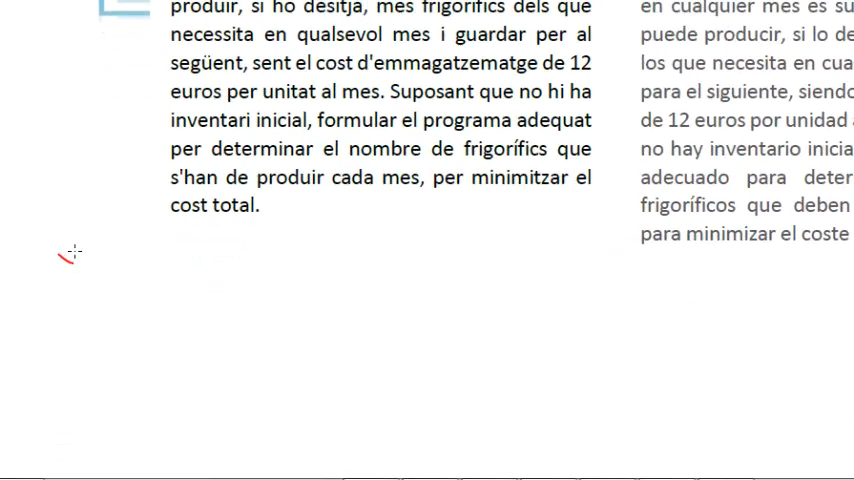 produir, si ho desitja, més frigorífics dels que
necessita en qualsevol mes i guardar per al
següent, sent el cost d'emmagatzematge de 12
euros per unitat al mes. Suposant que no hi ha
inventari inicial, formular el programa adequat
per determinar el nombre de frigorífics que
s'han de produir cada mes, per minimitzar el
cost total.
en cualquier mes es su
puede producir, si lo de
los que necesita en cua
para el siguiente, siendo
de 12 euros por unidad a
no hay inventario inicia
adecuado para deter
frigoríficos que deben
para minimizar el coste